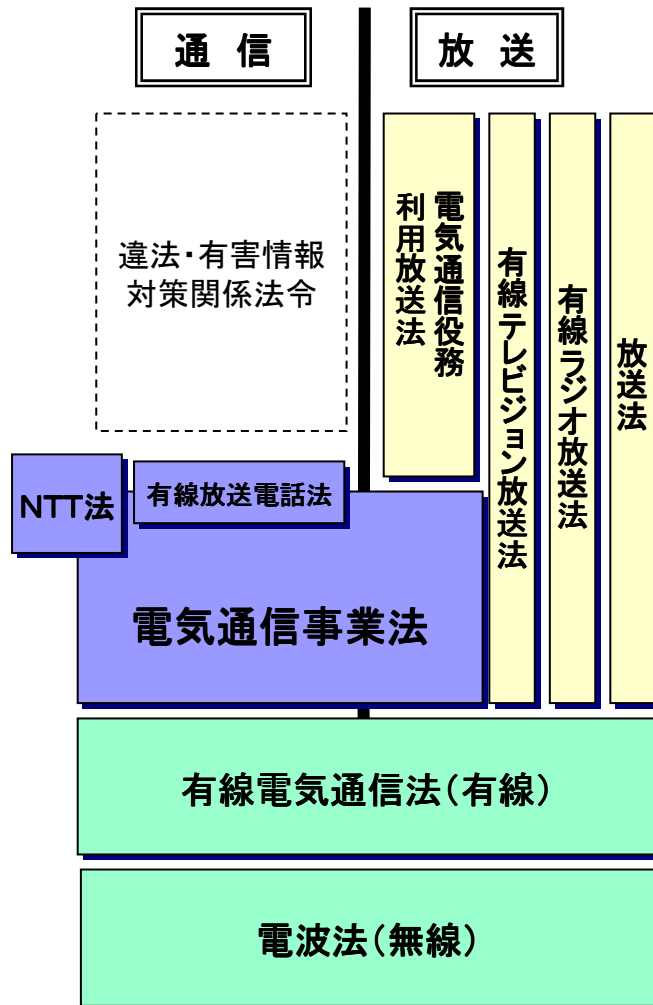 通 信
放 送
違法・有害情報
対策関係法令
電気通信役務
利用放送法
有線テレビジョン放送法
有線ラジオ放送法
放送法
NTT法
有線放送電話法
電気通信事業法
有線電気通信法(有線)
電波法(無線)